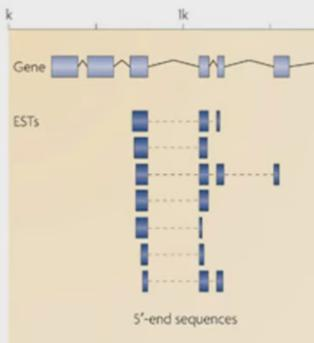 k 1k
Gene
ESTs
5'-end sequences